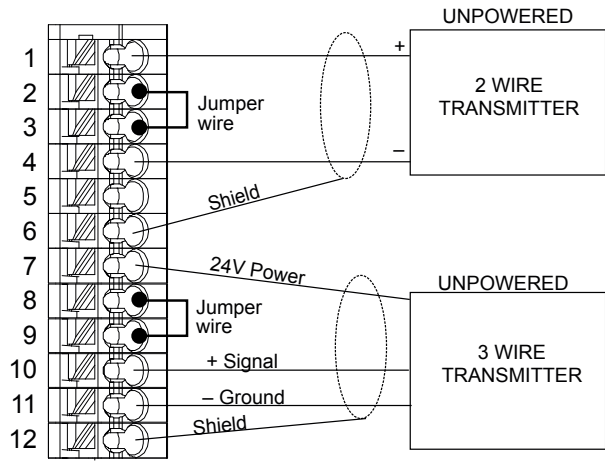 UNPOWERED
1
+
2 WIRE
TRANSMITTER
2
Jumper
wire
3
4
–
5
Shield
6
7
24V Power
UNPOWERED
8
Jumper
wire
9
3 WIRE
TRANSMITTER
10
+ Signal
11
– Ground
Shield
12